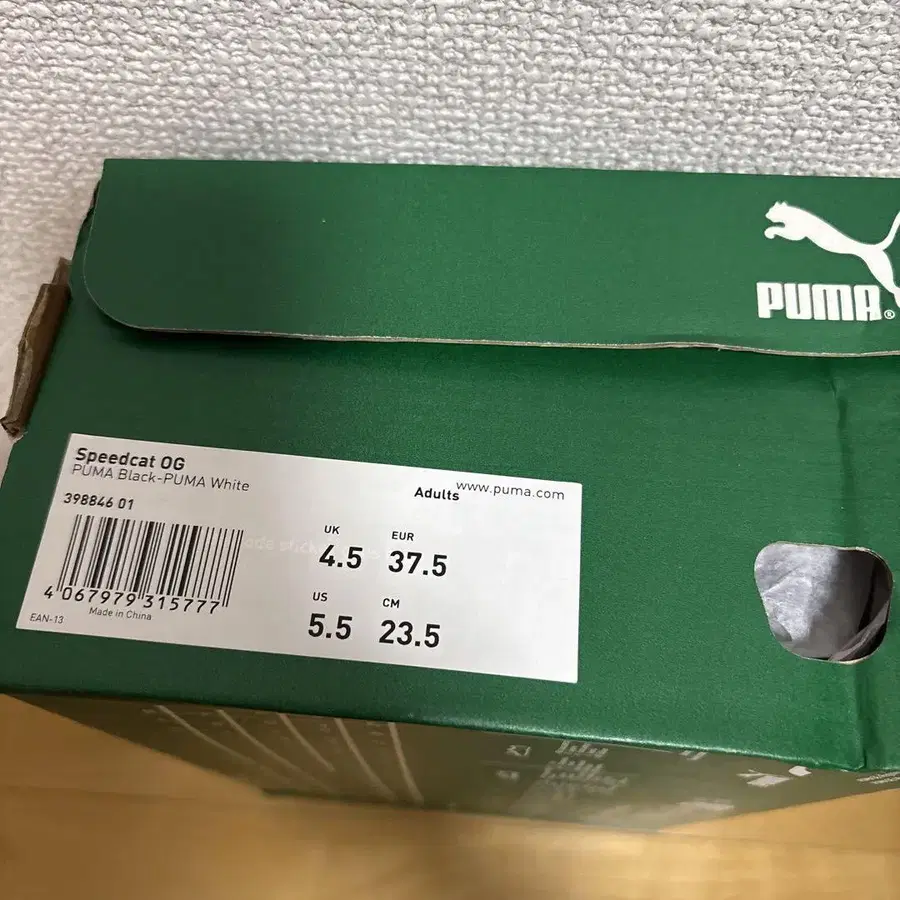 PUMA®
Speedcat OG
PUMA Black-PUMA White
398846 01
Adults
www.puma.com
UK EUR
4.5 37.5
US CM
5.5 23.5
4 067979 315777
EAN-13
Made in China